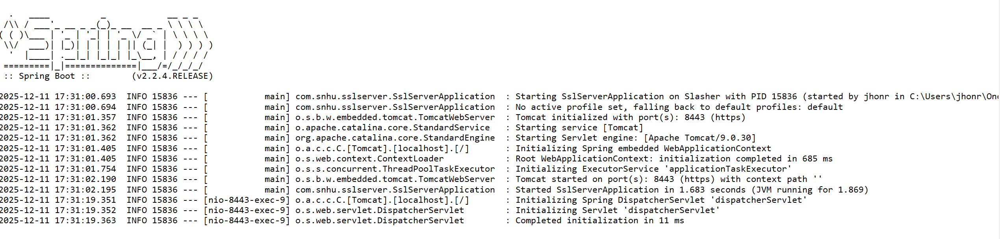 .   ____          _            __ _ _
 /\\ / ___'_ __ _ _(_)_ __  __ _ \ \ \ \
( ( )\___ | '_ | '_| | '_ \/ _` | \ \ \ \
 \\/  ___)| |_)| | | | | || (_| |  ) ) ) )
  '  |____| .__|_| |_|_| |_\__, | / / / /
 =========|_|==============|___/=/_/_/_/
 :: Spring Boot ::        (v2.2.4.RELEASE)

2025-12-11 17:31:00.693  INFO 15836 --- [           main] com.snhu.sslserver.SslServerApplication  : Starting SslServerApplication on Slasher with PID 15836 (started by jhonr in C:\Users\jhonr\One
2025-12-11 17:31:00.694  INFO 15836 --- [           main] com.snhu.sslserver.SslServerApplication  : No active profile set, falling back to default profiles: default
2025-12-11 17:31:01.357  INFO 15836 --- [           main] o.s.b.w.embedded.tomcat.TomcatWebServer  : Tomcat initialized with port(s): 8443 (https)
2025-12-11 17:31:01.362  INFO 15836 --- [           main] o.apache.catalina.core.StandardService   : Starting service [Tomcat]
2025-12-11 17:31:01.362  INFO 15836 --- [           main] org.apache.catalina.core.StandardEngine  : Starting Servlet engine: [Apache Tomcat/9.0.30]
2025-12-11 17:31:01.405  INFO 15836 --- [           main] o.a.c.c.C.[Tomcat].[localhost].[/]       : Initializing Spring embedded WebApplicationContext
2025-12-11 17:31:01.405  INFO 15836 --- [           main] o.s.web.context.ContextLoader            : Root WebApplicationContext: initialization completed in 685 ms
2025-12-11 17:31:01.754  INFO 15836 --- [           main] o.s.s.concurrent.ThreadPoolTaskExecutor  : Initializing ExecutorService 'applicationTaskExecutor'
2025-12-11 17:31:02.190  INFO 15836 --- [           main] o.s.b.w.embedded.tomcat.TomcatWebServer  : Tomcat started on port(s): 8443 (https) with context path ''
2025-12-11 17:31:02.195  INFO 15836 --- [           main] com.snhu.sslserver.SslServerApplication  : Started SslServerApplication in 1.683 seconds (JVM running for 1.869)
2025-12-11 17:31:19.351  INFO 15836 --- [nio-8443-exec-9] o.a.c.c.C.[Tomcat].[localhost].[/]       : Initializing Spring DispatcherServlet 'dispatcherServlet'
2025-12-11 17:31:19.352  INFO 15836 --- [nio-8443-exec-9] o.s.web.servlet.DispatcherServlet        : Initializing Servlet 'dispatcherServlet'
2025-12-11 17:31:19.363  INFO 15836 --- [nio-8443-exec-9] o.s.web.servlet.DispatcherServlet        : Completed initialization in 11 ms